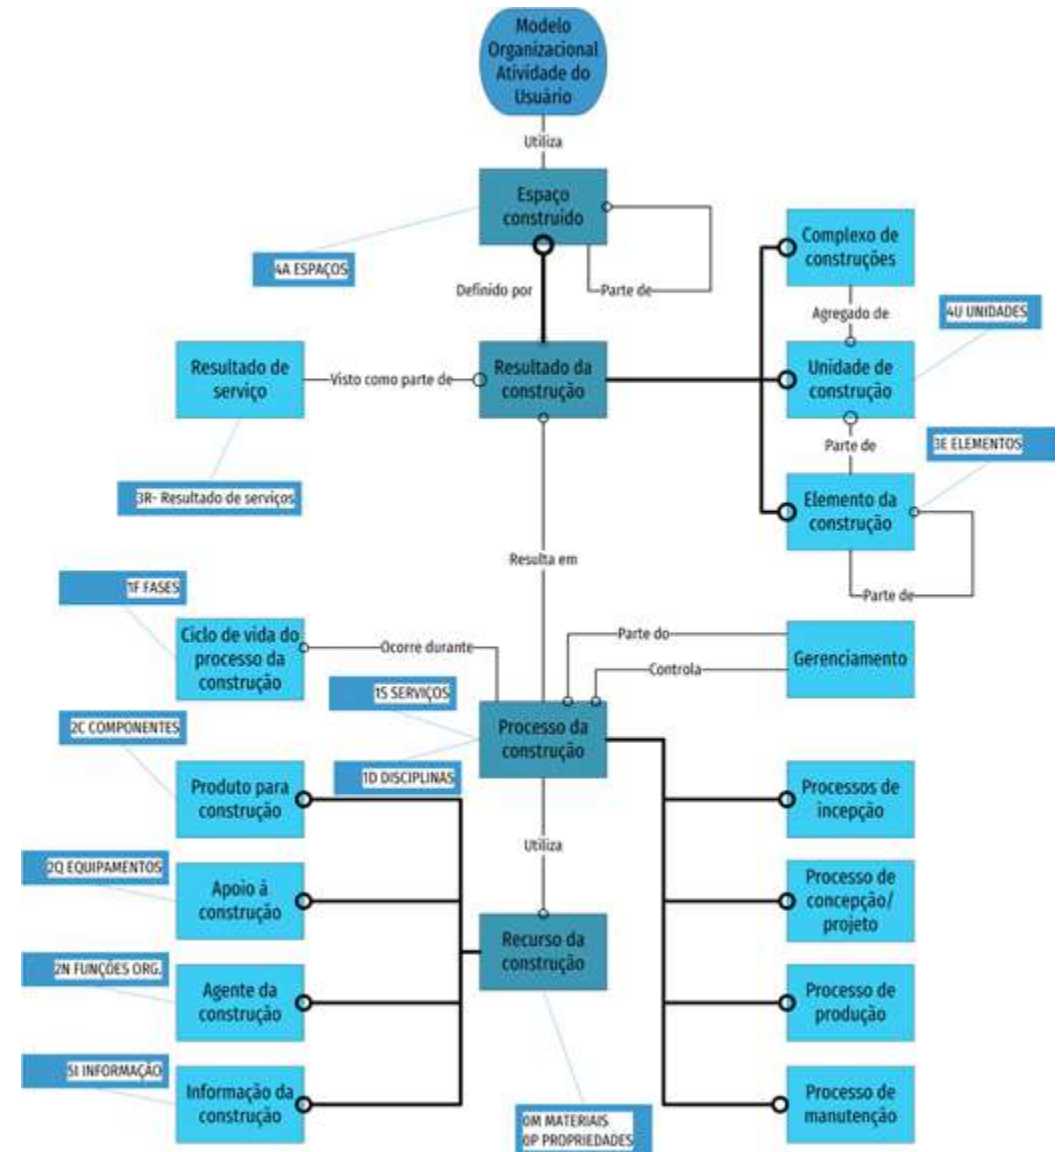 Modelo
Organizacional
Atividade do
Usuário
Utiliza
Espaço
construído
4A ESPAÇOS
Definido por
Parte de
Complexo de
construções
Agregado de
4U UNIDADES
Resultado de
serviço
Visto como parte de
Resultado da
construção
Unidade de
construção
Parte de
3E ELEMENTOS
3R- Resultado de serviços
Elemento da
construção
Parte de
Resulta em
1F FASES
Ciclo de vida do
processo da
construção
Ocorre durante
Parte do
Controla
Gerenciamento
1S SERVIÇOS
2C COMPONENTES
Processo da
construção
1D DISCIPLINAS
Produto para
construção
Processos de
incepção
Utiliza
2Q EQUIPAMENTOS
Apoio à
construção
Processo de
concepção/
projeto
Recurso da
construção
2N FUNÇÕES ORG.
Agente da
construção
Processo de
produção
5I INFORMAÇÃO
Informação da
construção
Processo de
manutenção
0M MATERIAIS
0P PROPRIEDADES